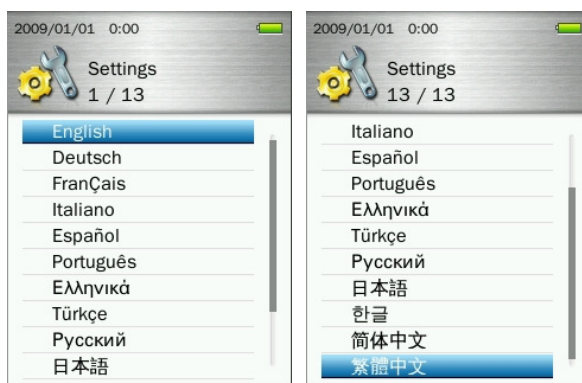 2009/01/01 0:00
Settings
1 / 13
English
Deutsch
FranÇais
Italiano
Español
Português
Ελληνικά
Türkçe
Русский
日本語
2009/01/01 0:00
Settings
13 / 13
Italiano
Español
Português
Ελληνικά
Türkçe
Русский
日本語
한글
简体中文
繁體中文